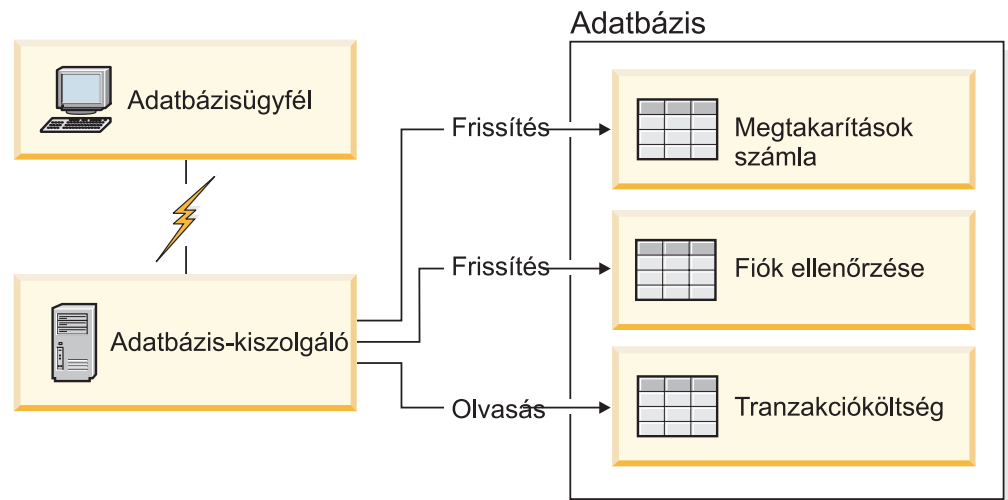 Adatbázis
Adatbázisügyfél
Frissítés
Megtakarítások
számla
Frissítés
Fiók ellenőrzése
Adatbázis-kiszolgáló
Olvasás
Tranzakcióköltség